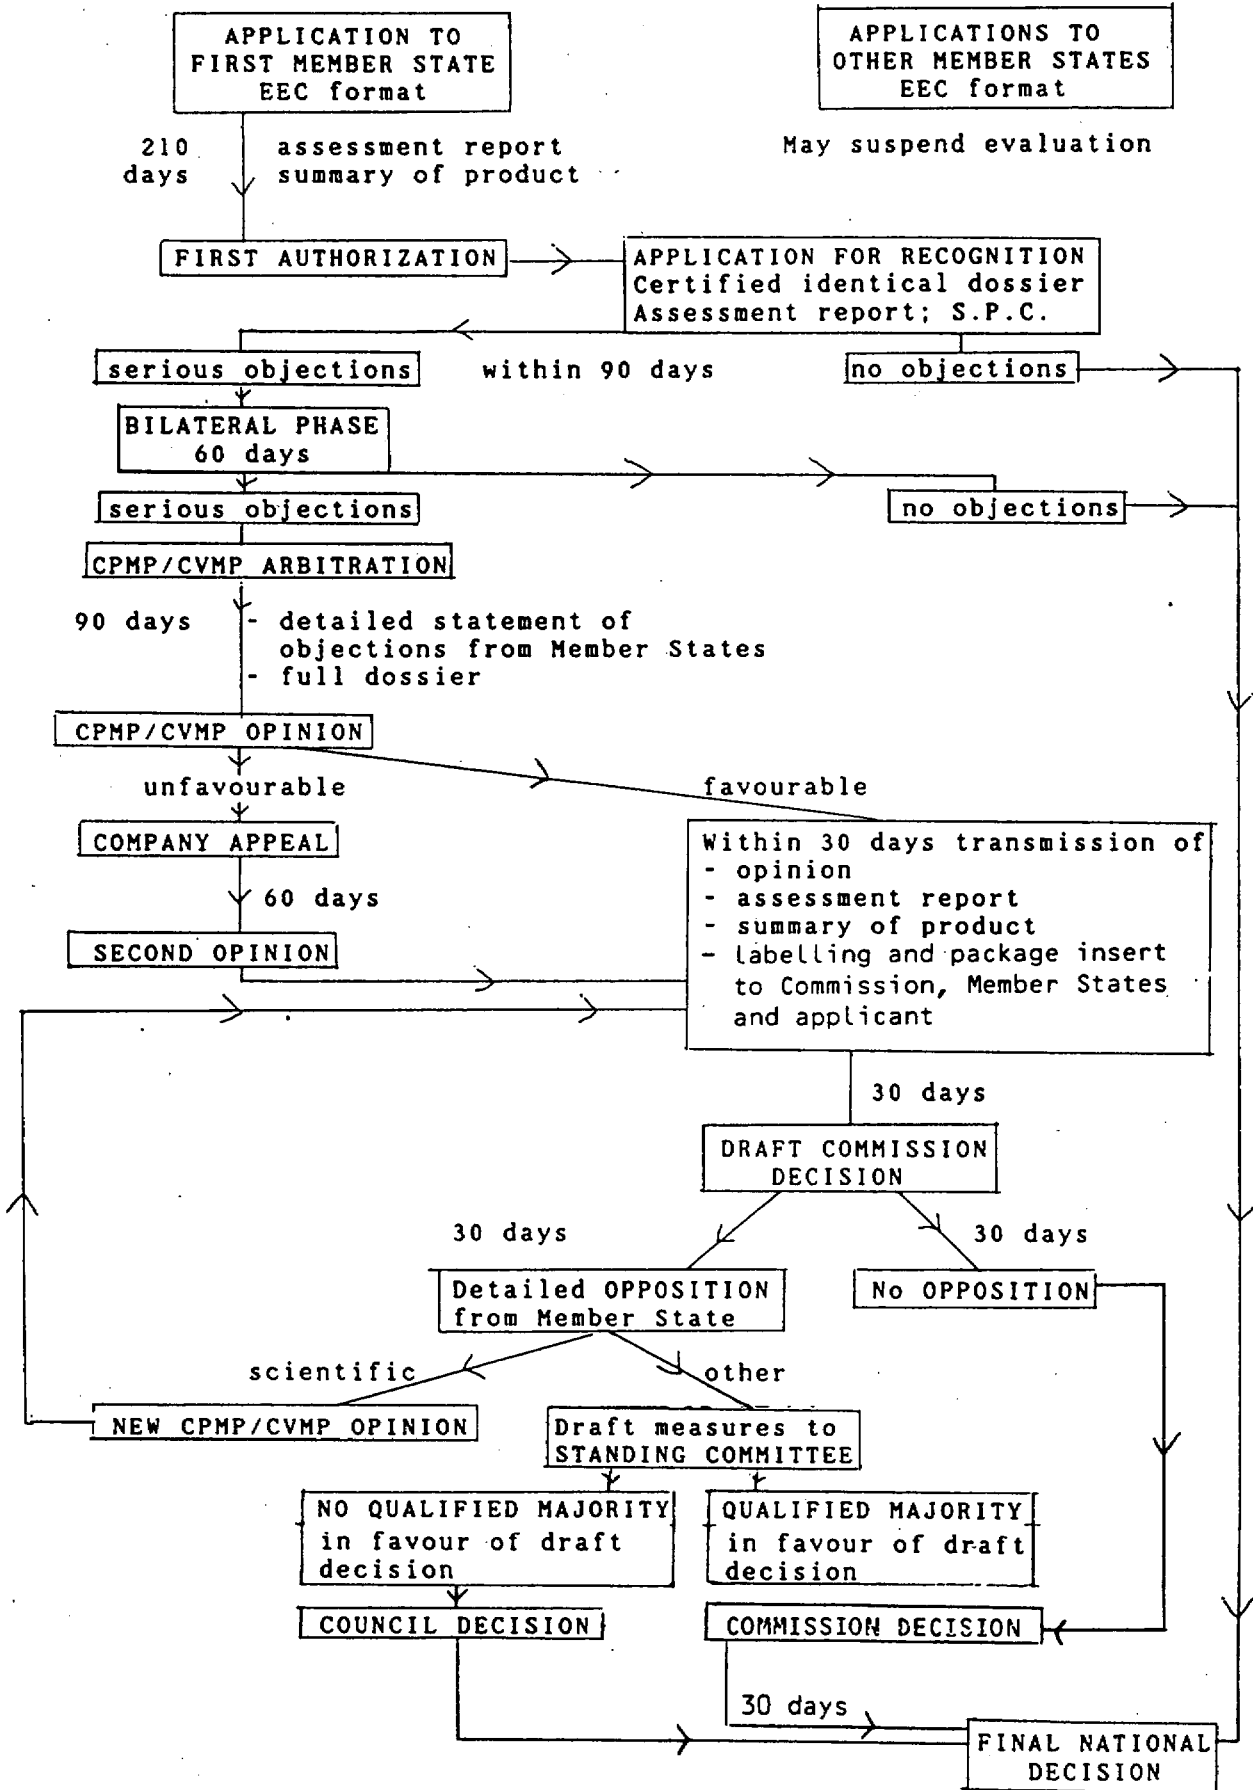 APPLICATION TO
FIRST MEMBER STATE
EEC format
APPLICATIONS TO
OTHER MEMBER STATES
EEC format
210
days
assessment report
summary of product
May suspend evaluation
FIRST AUTHORIZATION
APPLICATION FOR RECOGNITION
Certified identical dossier
Assessment report; S.P.C.
serious objections
within 90 days
no objections
BILATERAL PHASE
60 days
serious objections
no objections
CPMP/CVMP ARBITRATION
90 days
- detailed statement of
objections from Member States
- full dossier
CPMP/CVMP OPINION
unfavourable
favourable
COMPANY APPEAL
60 days
SECOND OPINION
Within 30 days transmission of
- opinion
- assessment report
- summary of product
- labelling and package insert
to Commission, Member States
and applicant
30 days
DRAFT COMMISSION
DECISION
30 days
30 days
Detailed OPPOSITION
from Member State
No OPPOSITION
scientific
other
NEW CPMP/CVMP OPINION
Draft measures to
STANDING COMMITTEE
NO QUALIFIED MAJORITY
in favour of draft
decision
QUALIFIED MAJORITY
in favour of draft
decision
COUNCIL DECISION
COMMISSION DECISION
30 days
FINAL NATIONAL
DECISION